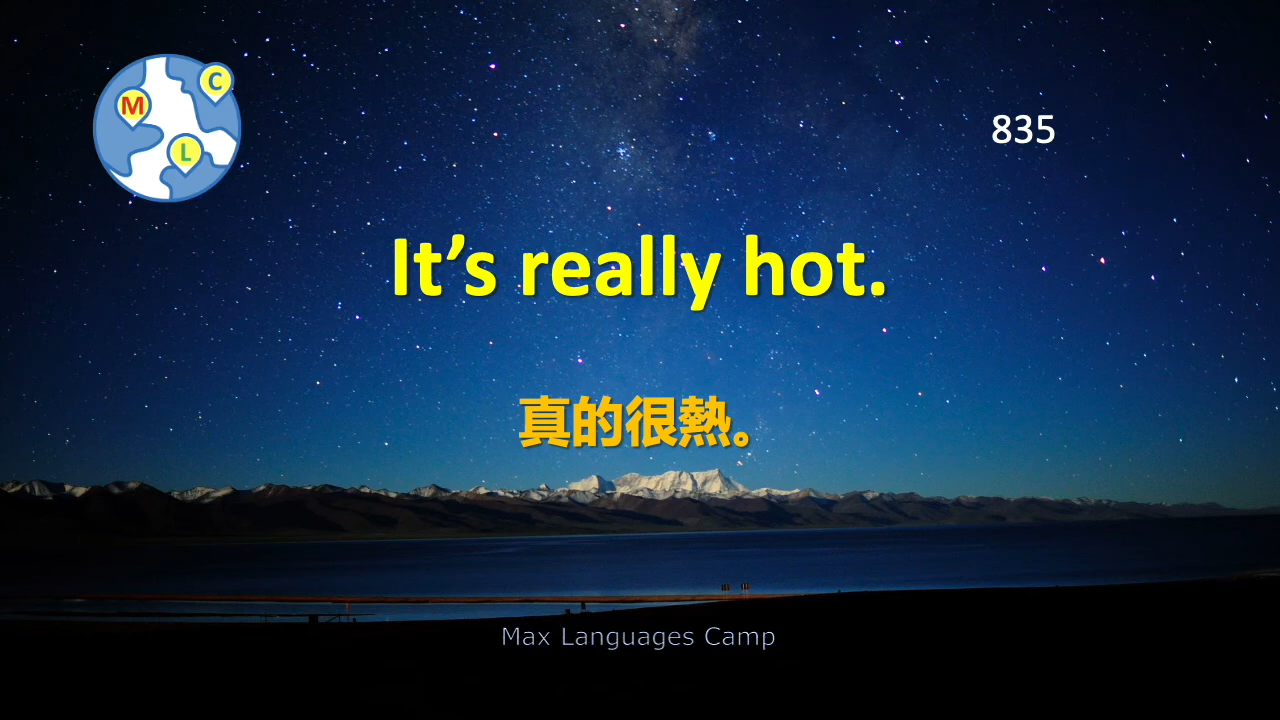 M
C
L
835
It’s really hot.
真的很熱。
Max Languages Camp